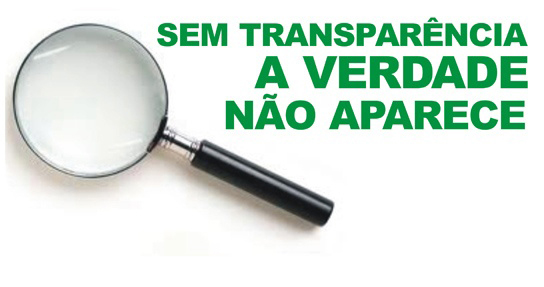 SEM TRANSPARÊNCIA
A VERDADE
NÃO APARECE